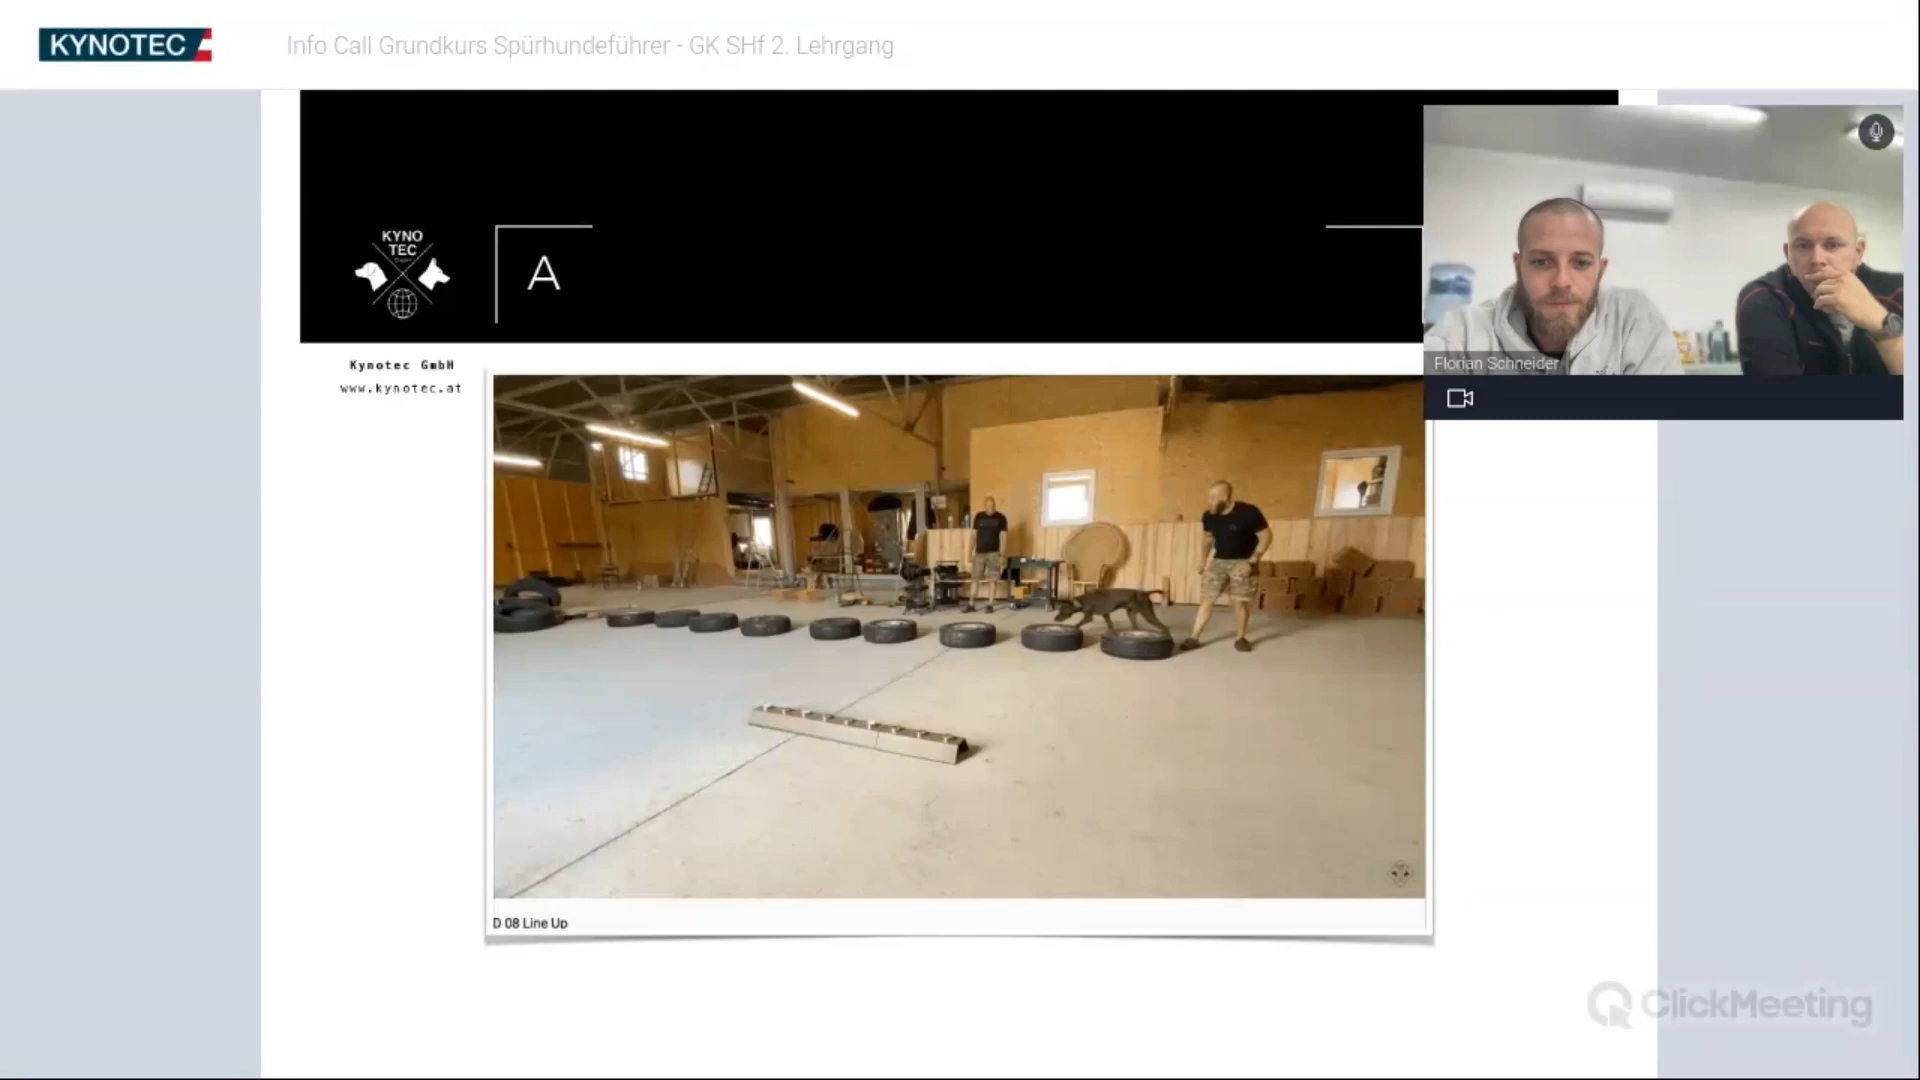 KYNOTEC
Info Call Grundkurs Spürhundeführer - GK SHf 2. Lehrgang
KYNO
TEC
A
Florian Schneider
Kynotec GmbH
www.kynotec.at
D 08 Line Up
ClickMeeting